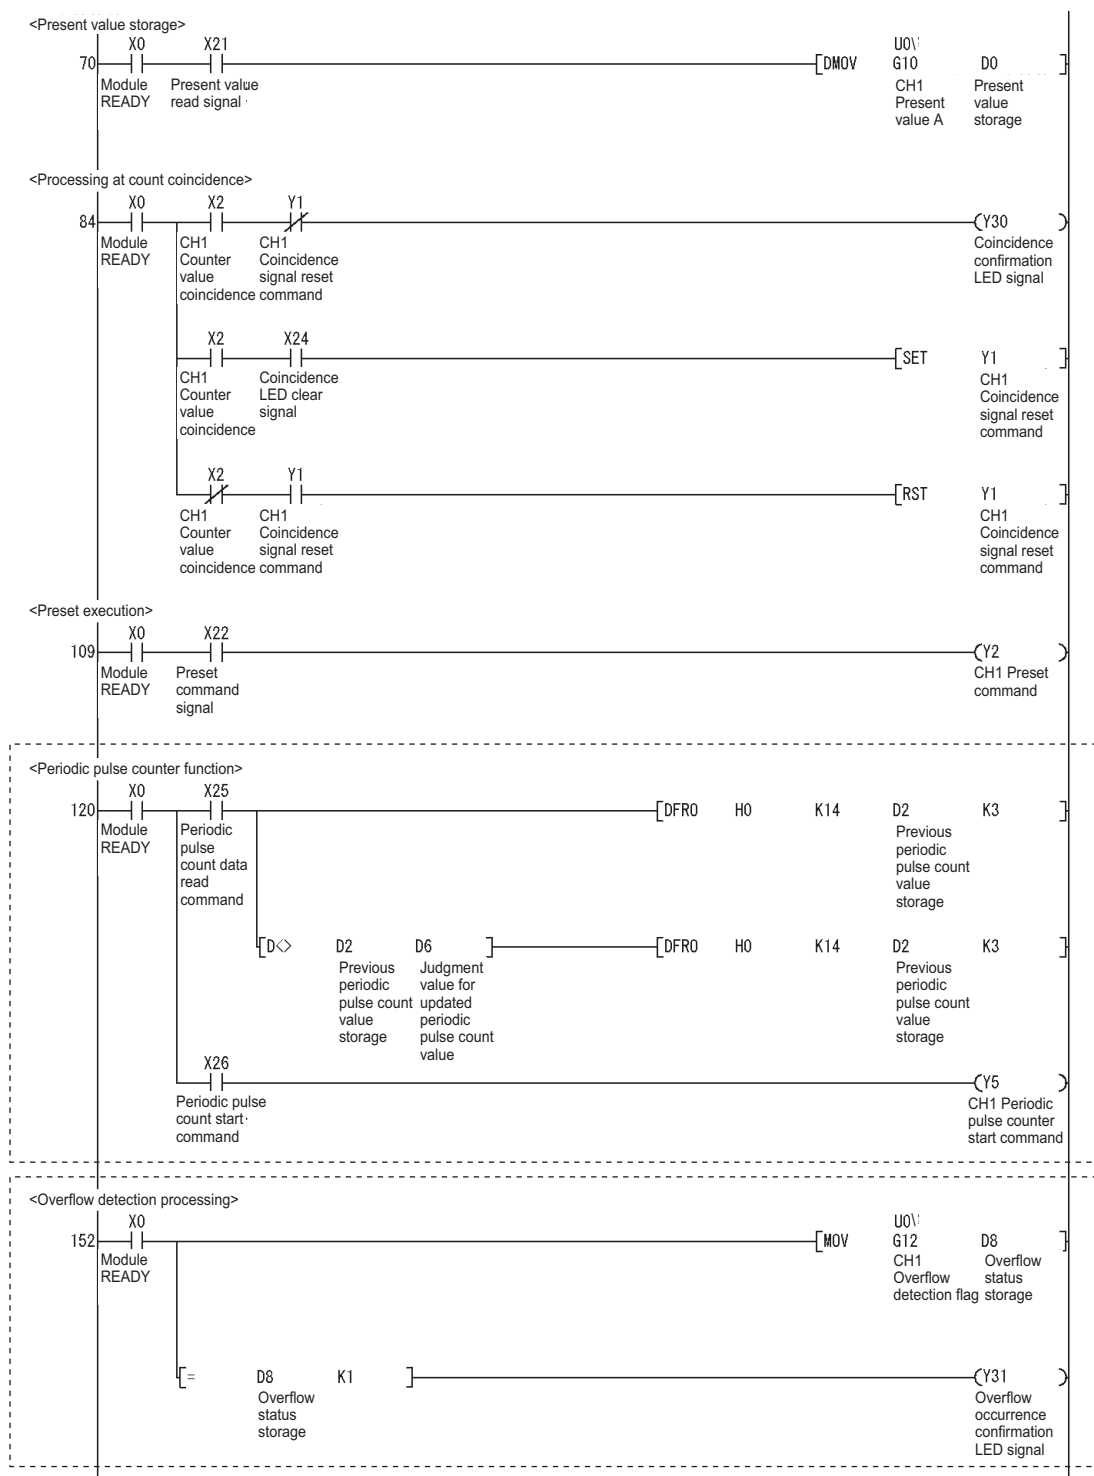 <Present value storage>
X0 X21 U0\
70 [DMOV G10 D0 ]
Module READY
Present value read signal
CH1 Present value A
Present value storage
<Processing at count coincidence>
X0 X2 Y1
84 (Y30 )
Module READY
CH1 Counter value coincidence
CH1 Coincidence signal reset command
Coincidence confirmation LED signal
X2 X24
[SET Y1 ]
CH1 Counter value coincidence
Coincidence LED clear signal
CH1 Coincidence signal reset command
X2 Y1
[RST Y1 ]
CH1 Counter value coincidence
CH1 Coincidence signal reset command
CH1 Coincidence signal reset command
<Preset execution>
X0 X22
109 (Y2 )
Module READY
Preset command signal
CH1 Preset command
<Periodic pulse counter function>
X0 X25
120 [DFRO H0 K14 D2 K3 ]
Module READY
Periodic pulse count data read command
Previous periodic pulse count value storage
[D<> D2 D6 ] [DFRO H0 K14 D2 K3 ]
Previous periodic pulse count value storage
Judgment value for updated periodic pulse count value
Previous periodic pulse count value storage
X26
(Y5 )
Periodic pulse count start command
CH1 Periodic pulse counter start command
<Overflow detection processing>
X0 U0\
152 [MOV G12 D8 ]
Module READY
CH1 Overflow detection flag
Overflow status storage
[= D8 K1 ] (Y31 )
Overflow status storage
Overflow occurrence confirmation LED signal